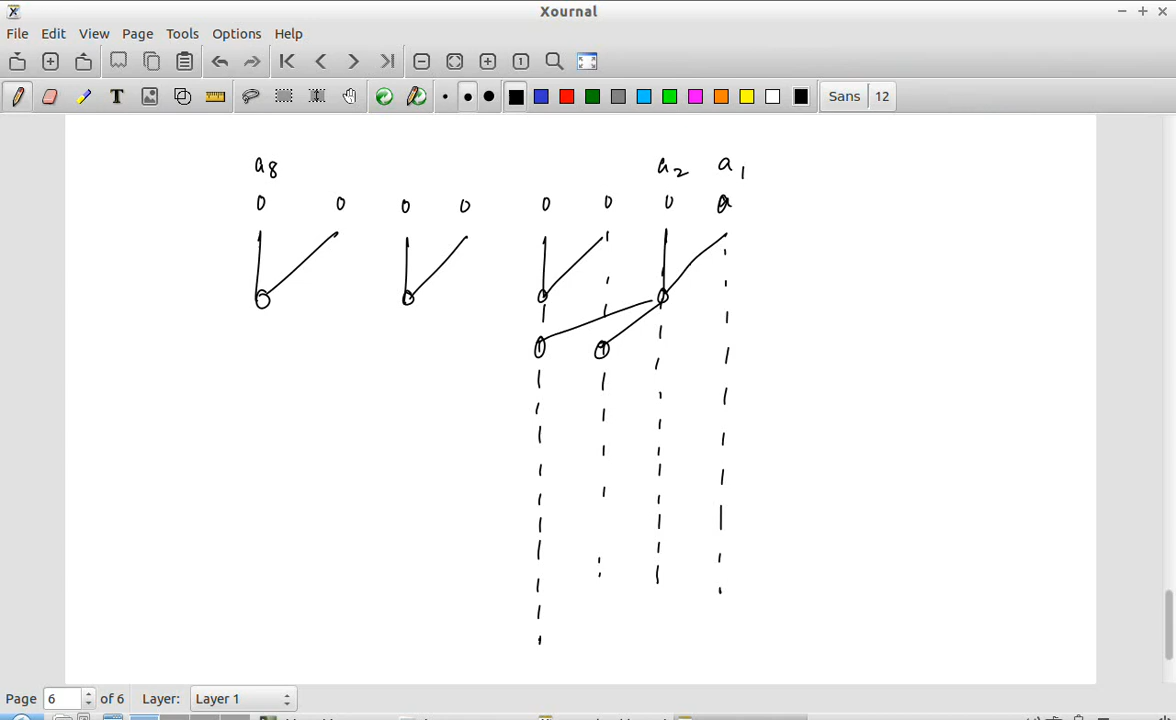 Xournal
File Edit View Page Tools Options Help
Sans 12
a8 a2 a1
0 0 0 0 0 0 0
Page 6 of 6 Layer: Layer 1